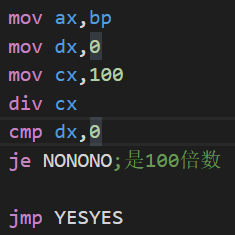 mov ax,bp
mov dx,0
mov cx,100
div cx
cmp dx,0
je NONONO;是100倍数
jmp YESYES